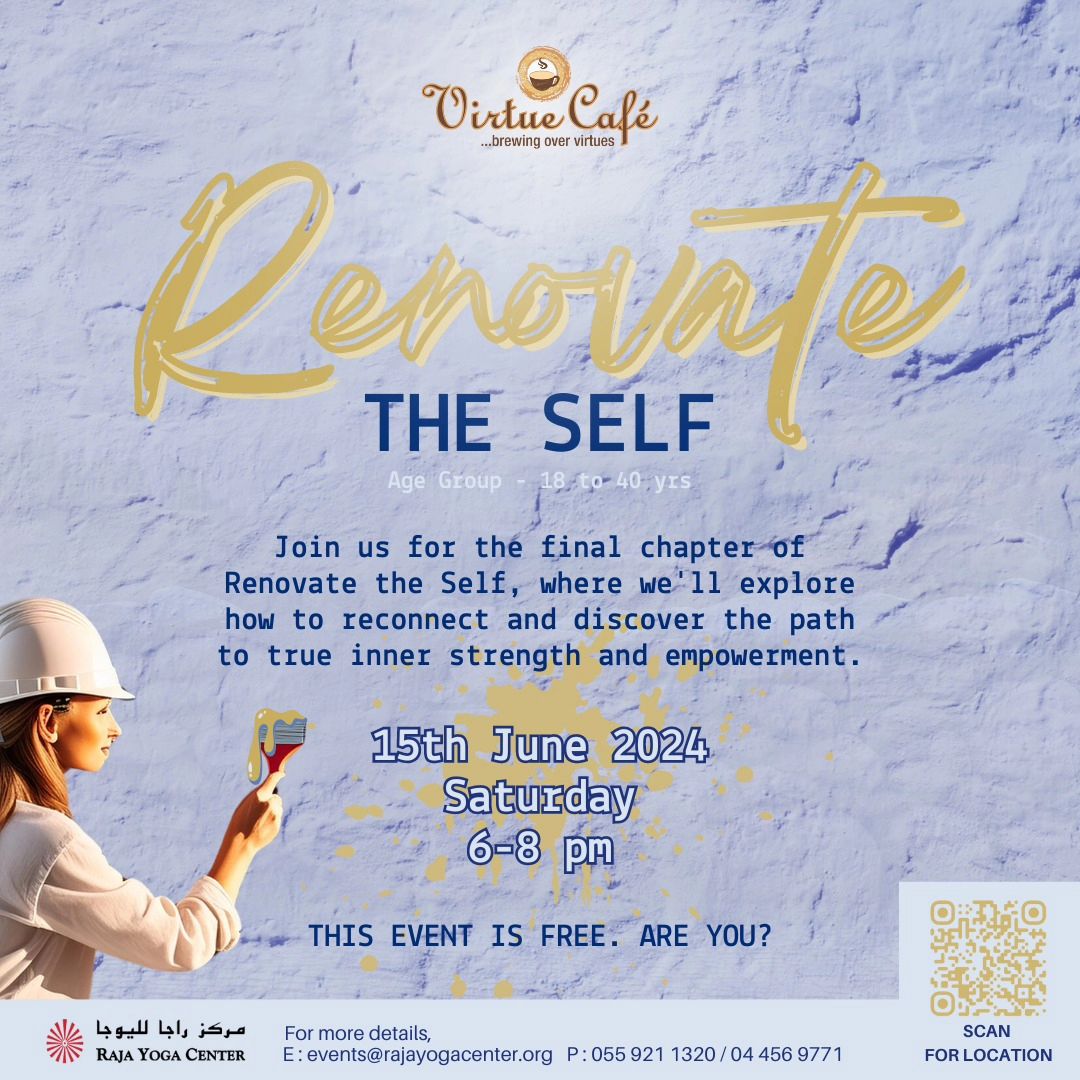 Virtue Café
...brewing over virtues
Renovate
THE SELF
Age Group - 18 to 40 yrs
Join us for the final chapter of
Renovate the Self, where we'll explore
how to reconnect and discover the path
to true inner strength and empowerment.
15th June 2024
Saturday
6-8 pm
THIS EVENT IS FREE. ARE YOU?
مركز راجا لليوجا
RAJA YOGA CENTER
For more details,
E : events@rajayogacenter.org P : 055 921 1320 / 04 456 9771
SCAN
FOR LOCATION